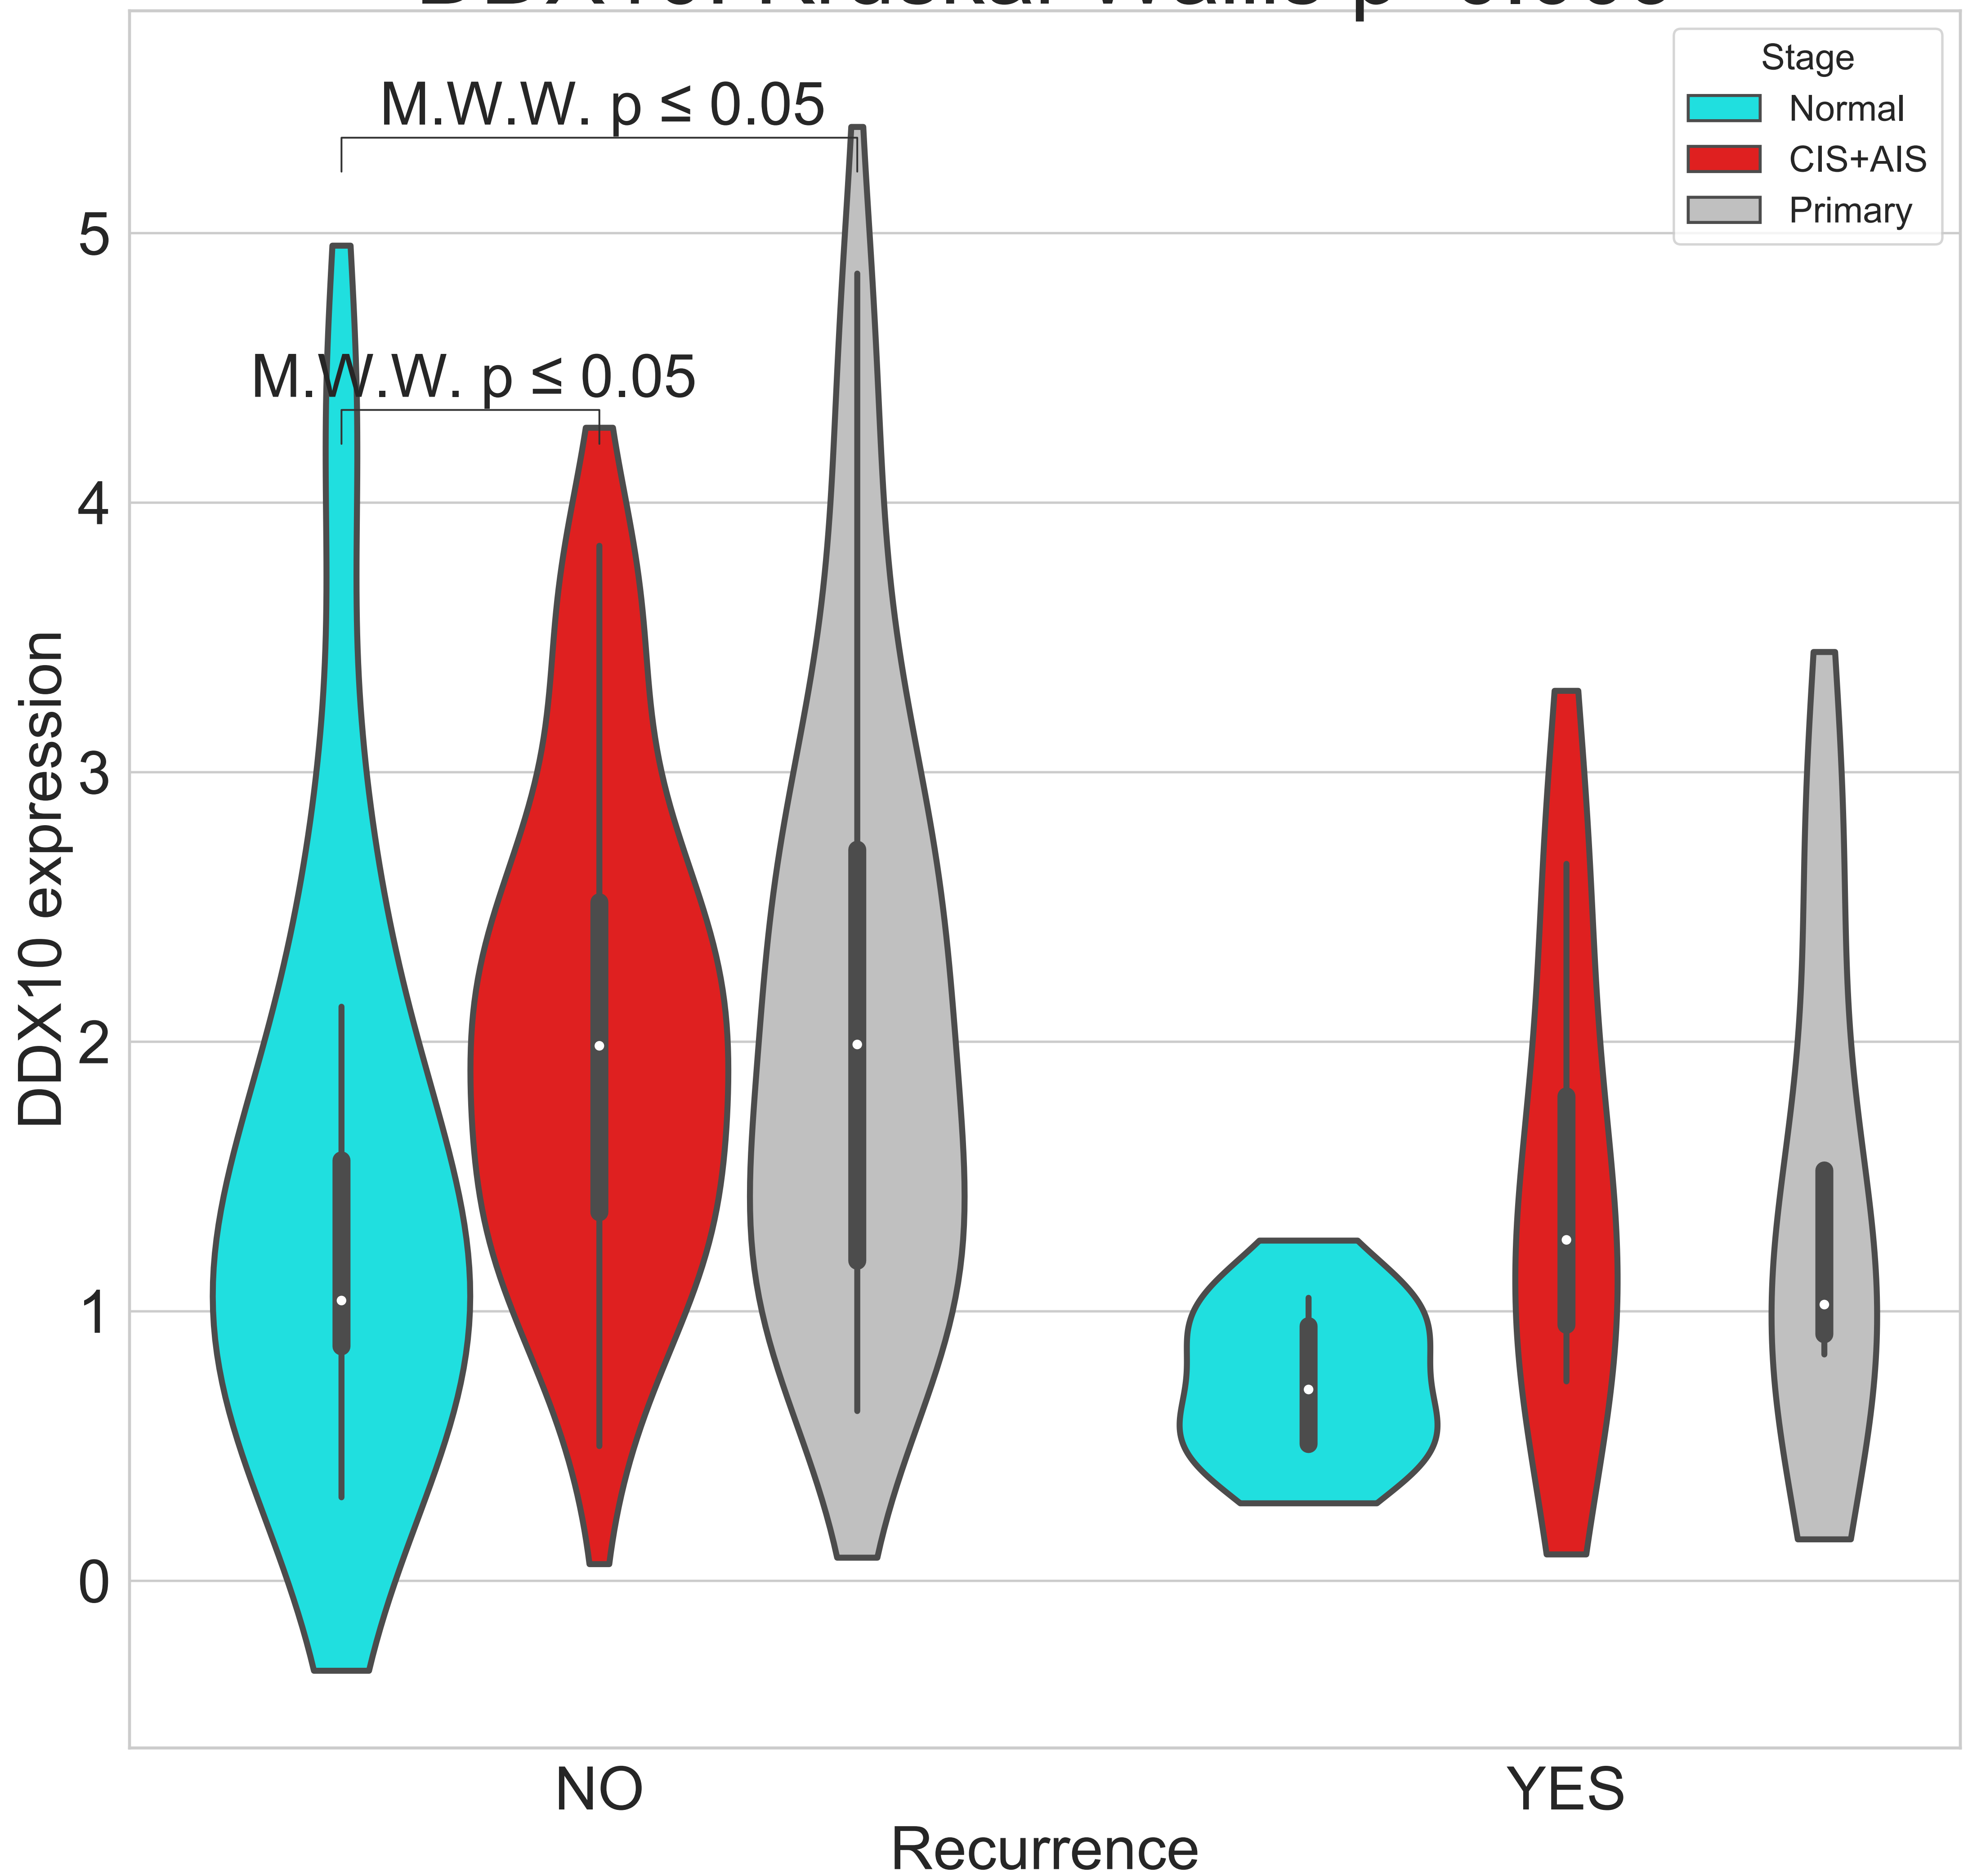 Stage
Normal
CIS+AIS
Primary
M.W.W. p ≤ 0.05
M.W.W. p ≤ 0.05
5
4
3
2
1
0
DDX10 expression
NO
YES
Recurrence